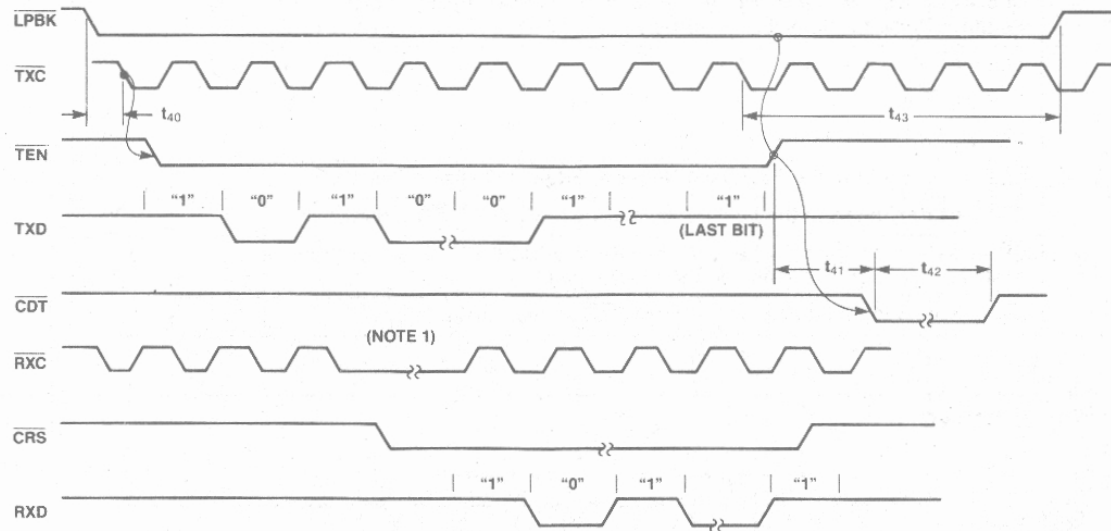 LPBK
TXC
t40
t43
TEN
"1" "0" "1" "0" "0" "1" "1"
TXD
(LAST BIT)
t41 t42
CDT
(NOTE 1)
RXC
CRS
"1" "0" "1" "1"
RXD